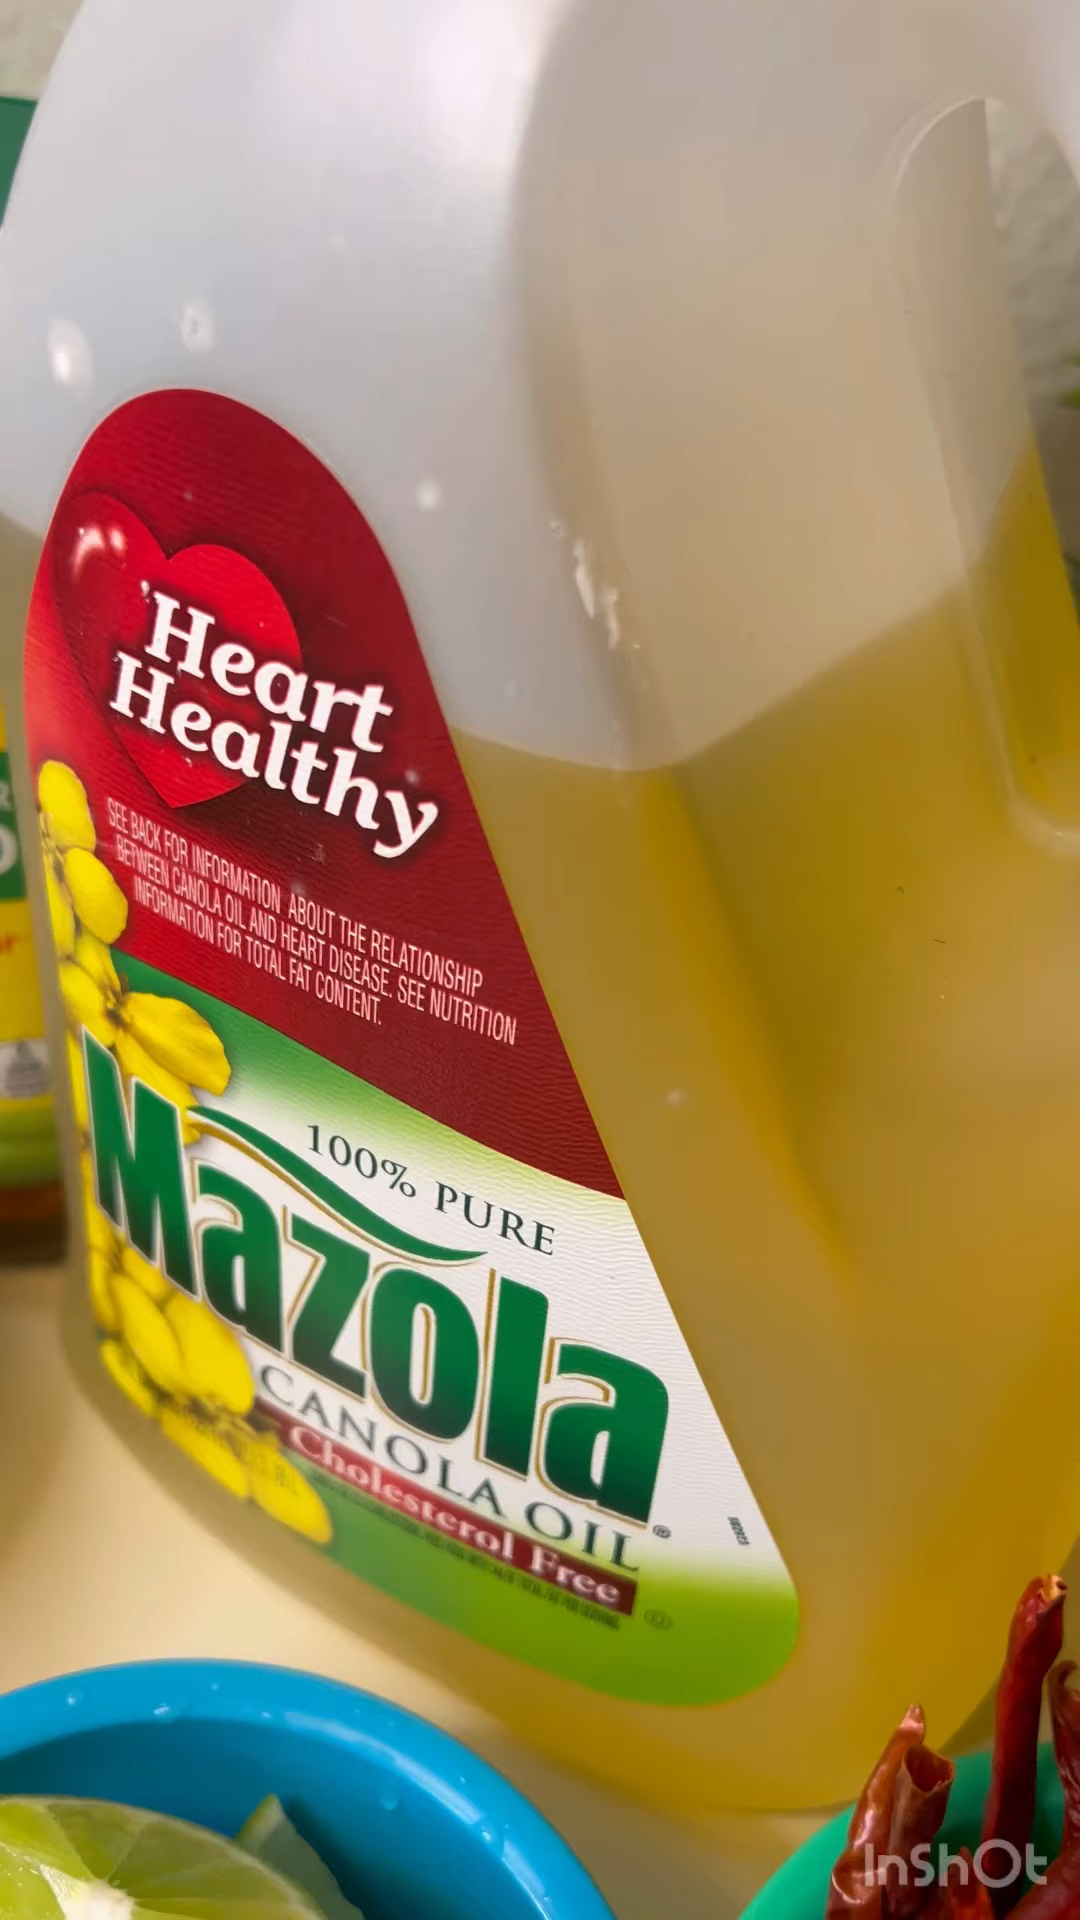 Heart
Healthy
SEE BACK FOR INFORMATION ABOUT THE RELATIONSHIP
BETWEEN CANOLA OIL AND HEART DISEASE. SEE NUTRITION
INFORMATION FOR TOTAL FAT CONTENT.
100% PURE
Mazola®
CANOLA OIL
Cholesterol Free
InShOt